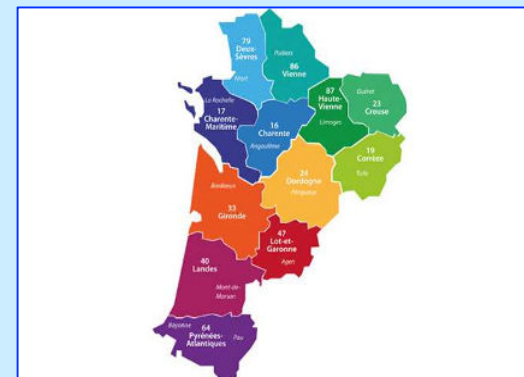 79
Deux-
Sèvres
Niort
Poitiers
86
Vienne
La Rochelle
17
Charente-
Maritime
16
Charente
Angoulême
87
Haute-
Vienne
Limoges
Guéret
23
Creuse
19
Corrèze
Tulle
24
Dordogne
Périgueux
Bordeaux
33
Gironde
47
Lot-et-
Garonne
Agen
40
Landes
Mont-de-
Marsan
Bayonne
64
Pyrénées-
Atlantiques
Pau